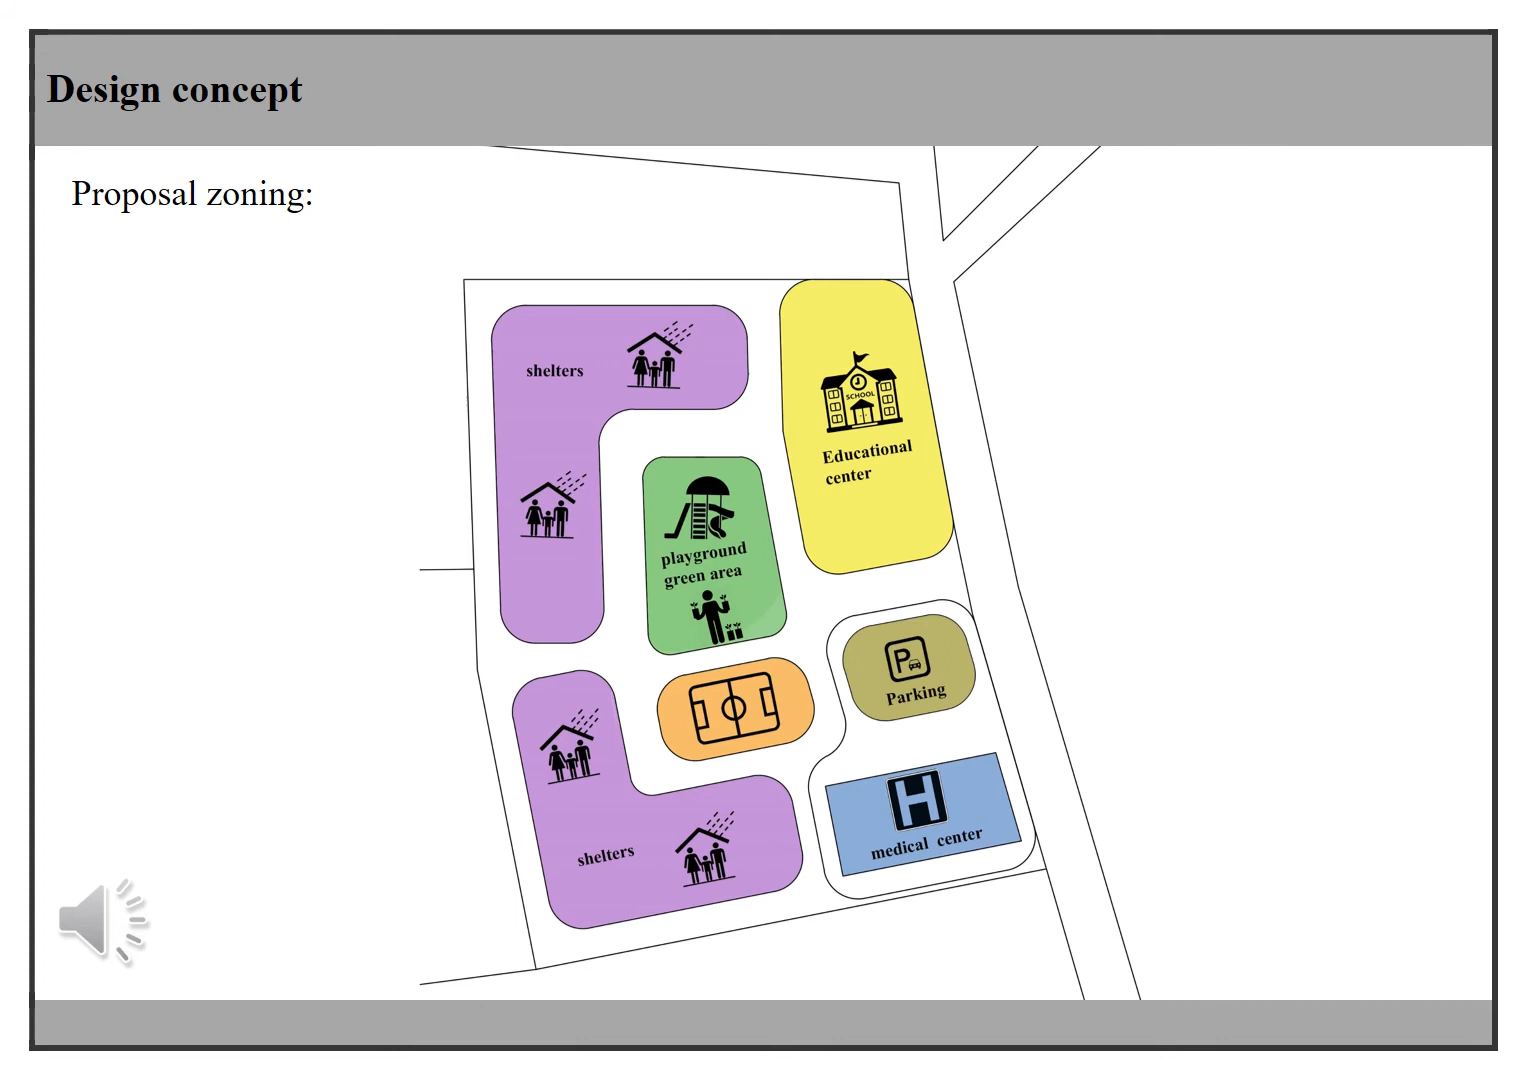 Design concept
Proposal zoning:
shelters
SCHOOL
Educational
center
playground
green area
P
Parking
H
medical center
shelters